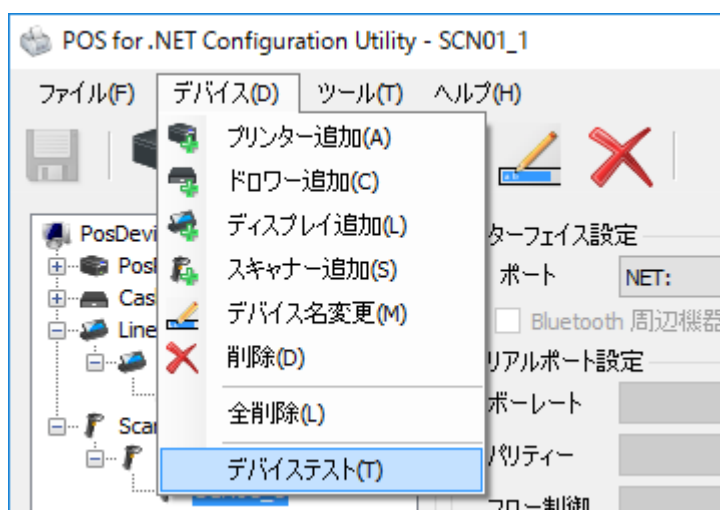 POS for .NET Configuration Utility - SCN01_1
ファイル(F) デバイス(D) ツール(T) ヘルプ(H)
プリンター追加(A)
ドロワー追加(C)
ディスプレイ追加(L)
スキャナー追加(S)
デバイス名変更(M)
削除(D)
全削除(L)
デバイステスト(T)
PosDevi
Pos
Cas
Line
Scar
ターフェイス設定
ポート NET:
Bluetooth 周辺機器
リアルポート設定
ボーレート
パリティー
フロー制御